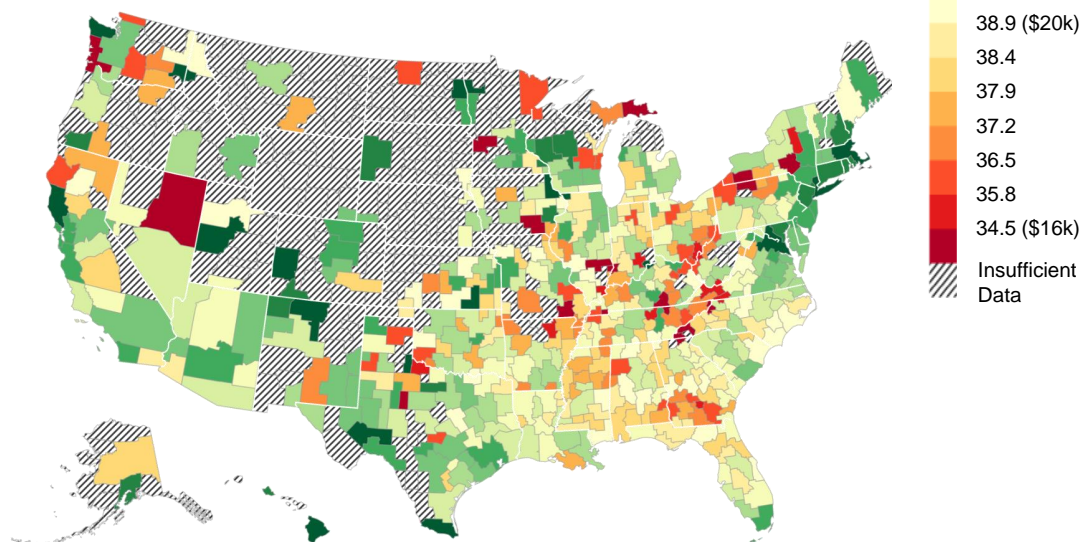 38.9 ($20k)
38.4
37.9
37.2
36.5
35.8
34.5 ($16k)
Insufficient
Data